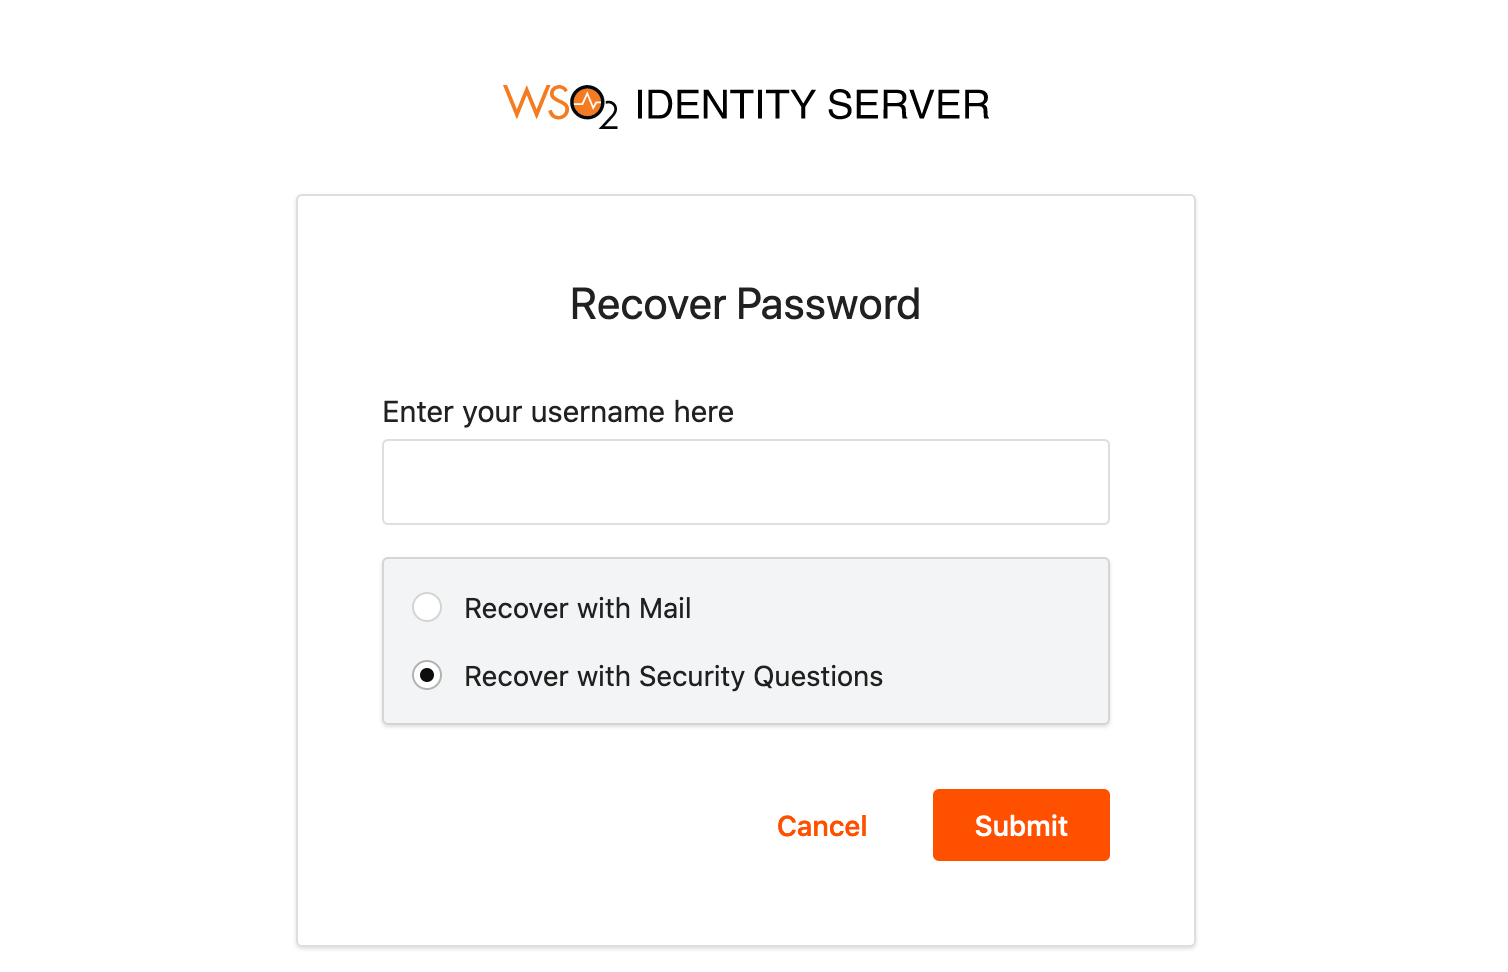 WSO2 IDENTITY SERVER
Recover Password
Enter your username here
Recover with Mail
Recover with Security Questions
Cancel
Submit